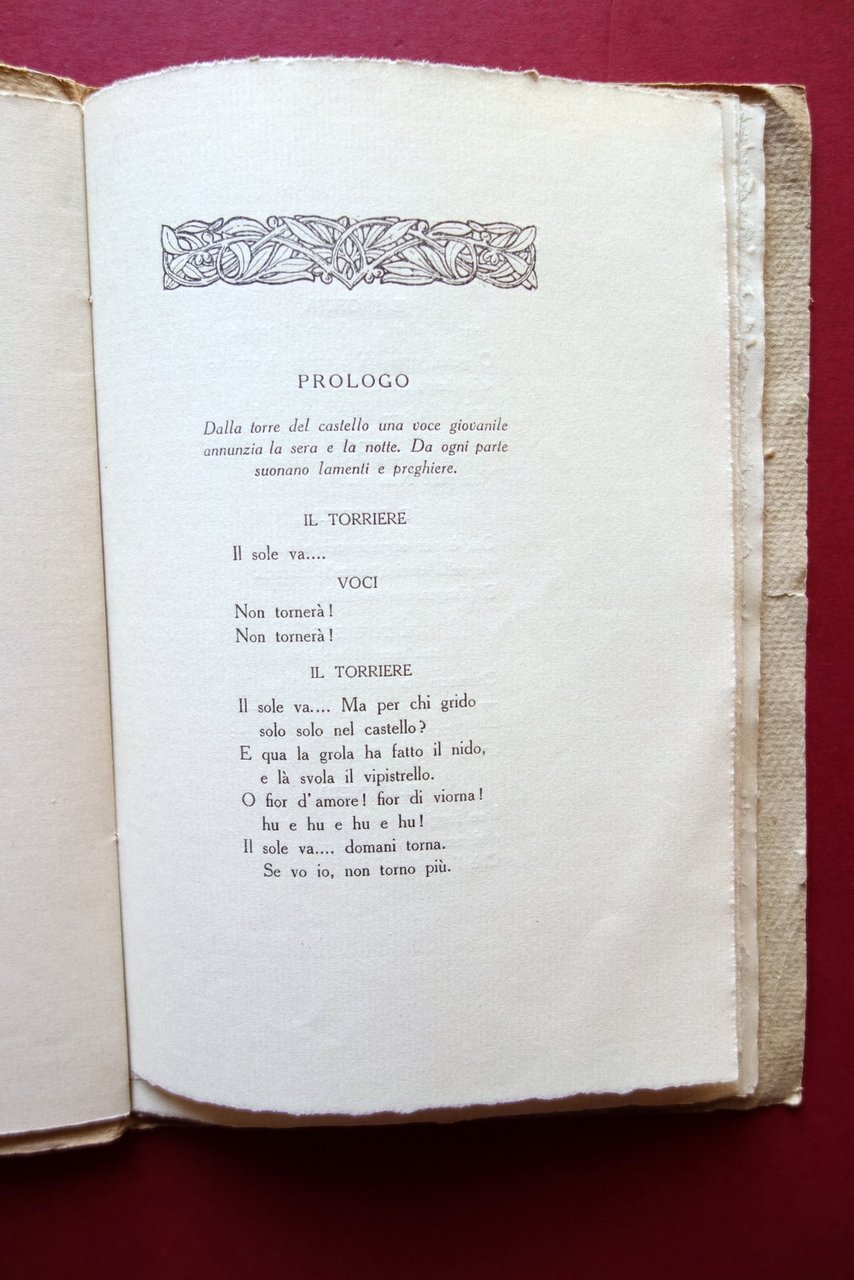 PROLOGO
Dalla torre del castello una voce giovanile
annunzia la sera e la notte. Da ogni parte
suonano lamenti e preghiere.
IL TORRIERE
Il sole va....
VOCI
Non tornerà!
Non tornerà!
IL TORRIERE
Il sole va.... Ma per chi grido
solo solo nel castello?
E qua la grola ha fatto il nido,
e là svola il vipistrello.
O fior d'amore! fior di viorna!
hu e hu e hu e hu!
Il sole va.... domani torna.
Se vo io, non torno più.